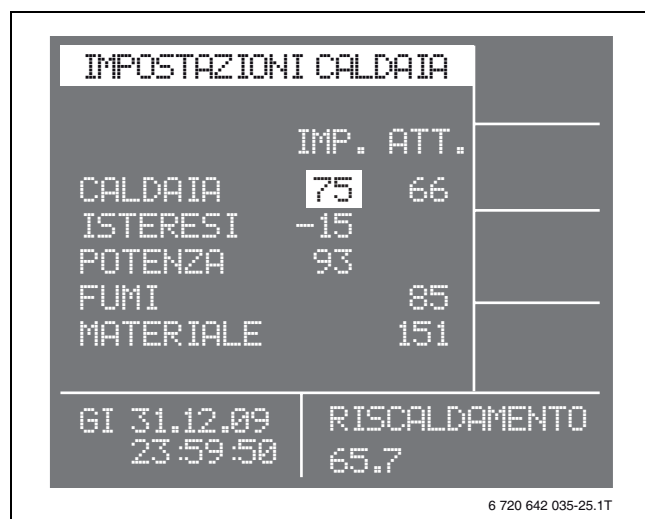 IMPOSTAZIONI CALDAIA
IMP. ATT.
CALDAIA 75 66
ISTERESI -15
POTENZA 93
FUMI 85
MATERIALE 151
GI 31.12.09 RISCALDAMENTO
23:59:50 65.7
6 720 642 035-25.1T